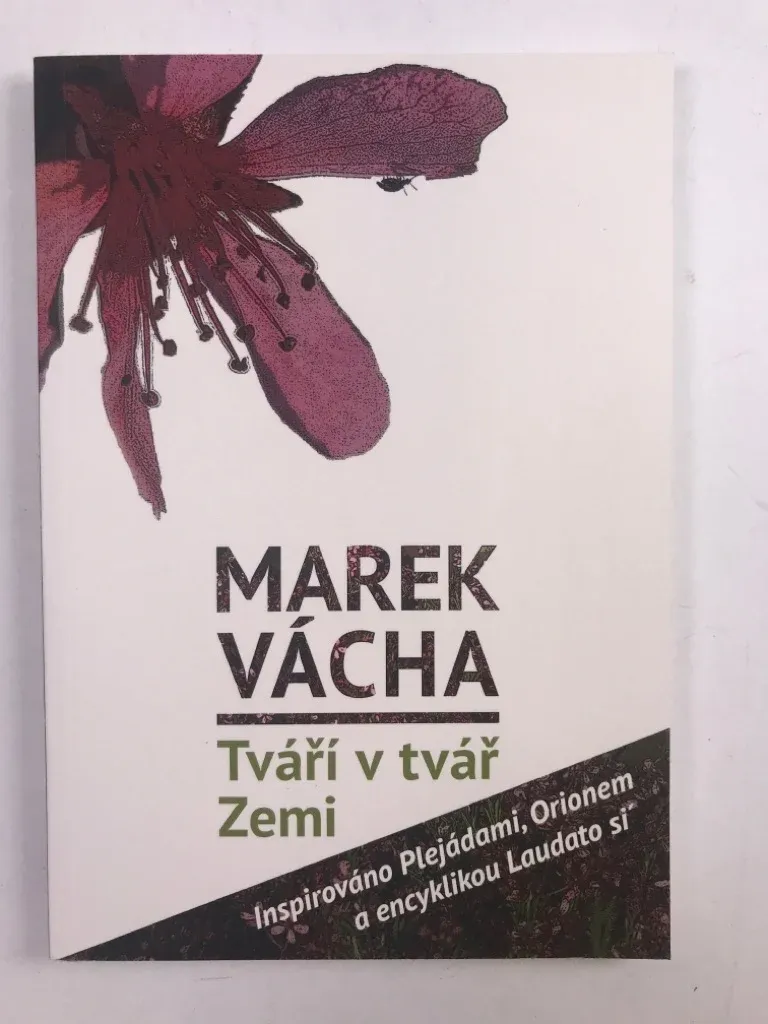 MAREK
VÁCHA
Tváří v tvář
Zemi
Inspirováno Plejádami, Orionem
a encyklikou Laudato si´